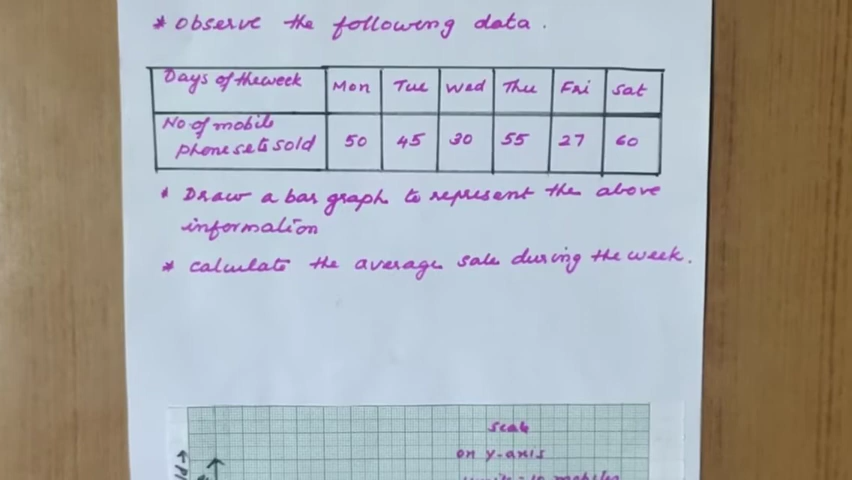 * Observe the following data.
Days of the week Mon Tue Wed Thu Fri Sat
No of mobile
phone sets sold 50 45 30 55 27 60
* Draw a bar graph to represent the above
information
* calculate the average sale during the week.
Scale
on y-axis